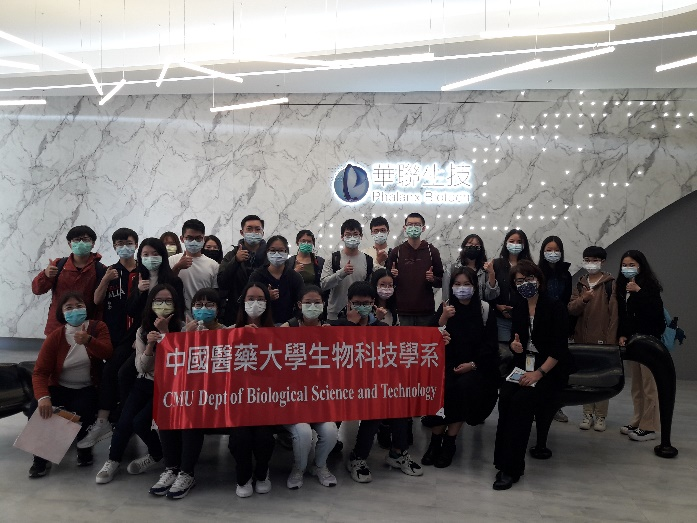 華聯生技
Phalanx Biotech
中國醫藥大學生物科技學系
CMU Dept of Biological Science and Technology